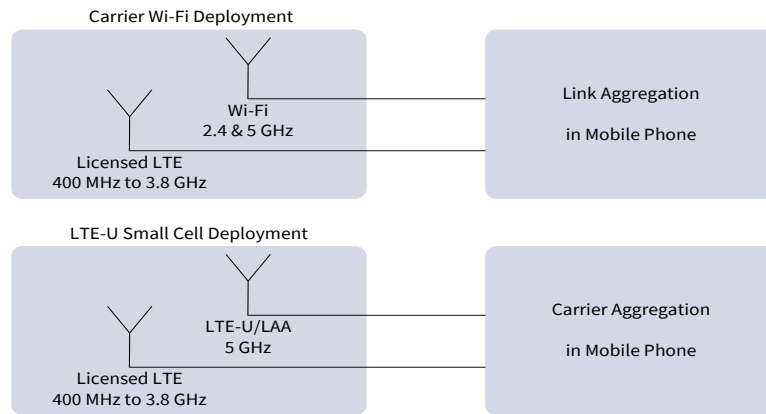 Carrier Wi-Fi Deployment
Wi-Fi
2.4 & 5 GHz
Licensed LTE
400 MHz to 3.8 GHz
Link Aggregation
in Mobile Phone
LTE-U Small Cell Deployment
LTE-U/LAA
5 GHz
Licensed LTE
400 MHz to 3.8 GHz
Carrier Aggregation
in Mobile Phone